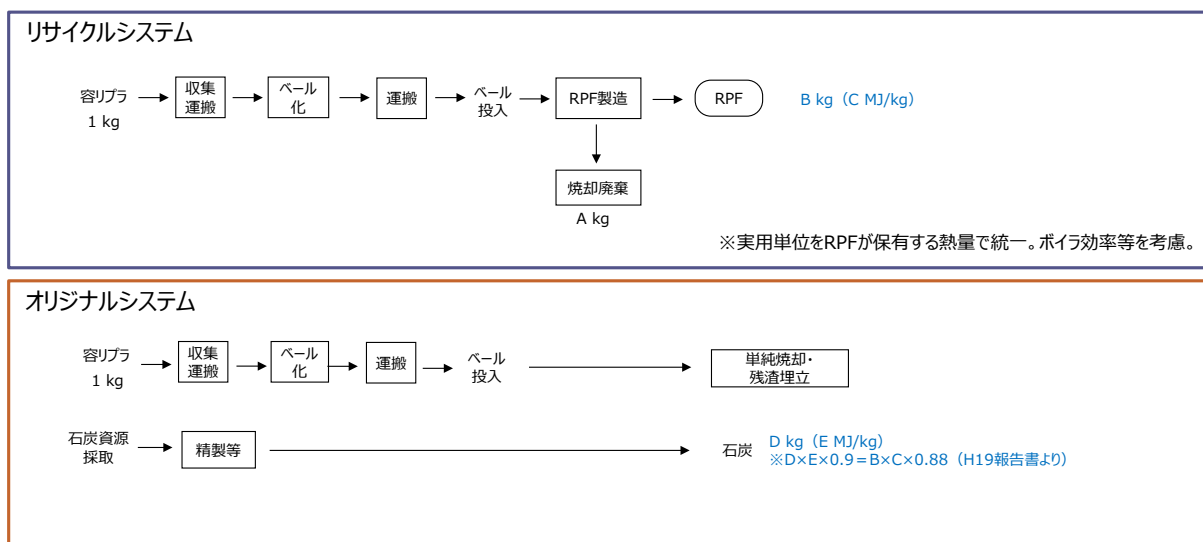 リサイクルシステム
容リプラ
1 kg
収集
運搬
ベール
化
運搬
ベール
投入
RPF製造
RPF
B kg（C MJ/kg）
焼却廃棄
A kg
※実用単位をRPFが保有する熱量で統一。ボイラ効率等を考慮。
オリジナルシステム
容リプラ
1 kg
収集
運搬
ベール
化
運搬
ベール
投入
単純焼却・
残渣埋立
石炭資源
採取
精製等
石炭
D kg（E MJ/kg）
※D×E×0.9＝B×C×0.88（H19報告書より）